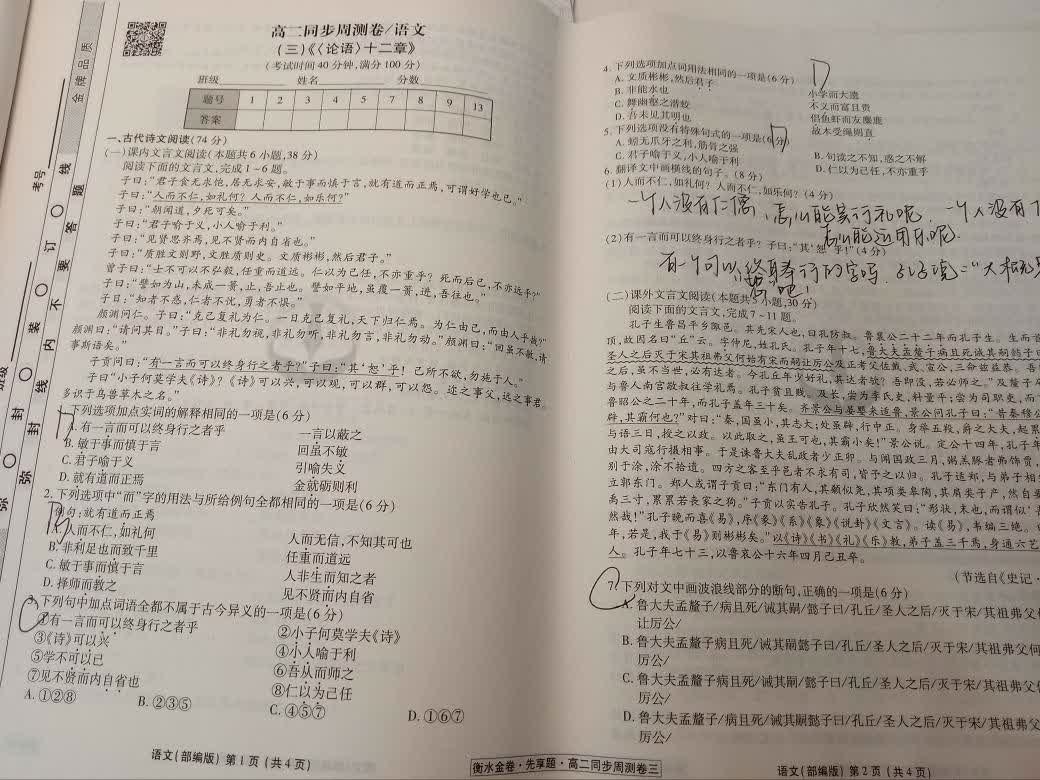 金牌品质
高二同步周测卷/语文
(三)《〈论语〉十二章》
(考试时间40分钟,满分100分)
班级 姓名 分数
题号 1 2 3 4 5 6 7 8 9 13
答案
一、古代诗文阅读(74分)
(一)课内文言文阅读(本题共6小题,38分)
阅读下面的文言文,完成1~6题。
子曰:“君子食无求饱,居无求安,敏于事而慎于言,就有道而正焉,可谓好学也已。”
子曰:“人而不仁,如礼何?人而不仁,如乐何?”
子曰:“朝闻道,夕死可矣。”
子曰:“君子喻于义,小人喻于利。”
子曰:“见贤思齐焉,见不贤而内自省也。”
子曰:“质胜文则野,文胜质则史。文质彬彬,然后君子。”
曾子曰:“士不可以不弘毅,任重而道远。仁以为己任,不亦重乎?死而后已,不亦远乎?”
子曰:“譬如为山,未成一篑,止,吾止也。譬如平地,虽覆一篑,进,吾往也。”
子曰:“知者不惑,仁者不忧,勇者不惧。”
颜渊问仁。子曰:“克己复礼为仁。一日克己复礼,天下归仁焉。为仁由己,而由人乎哉?”
颜渊曰:“请问其目。”子曰:“非礼勿视,非礼勿听,非礼勿言,非礼勿动。”颜渊曰:“回虽不敏,请
事斯语矣。”
子贡问曰:“有一言而可以终身行之者乎?”子曰:“其‘恕’乎!己所不欲,勿施于人。”
子曰“小子何莫学夫《诗》?《诗》可以兴,可以观,可以群,可以怨。迩之事父,远之事君。
多识于鸟兽草木之名。”
下列选项加点实词的解释相同的一项是(6分)
A.有一言而可以终身行之者乎 一言以蔽之
B.敏于事而慎于言 回虽不敏
C.君子喻于义 引喻失义
D.就有道而正焉 金就砺则利
2.下列选项中“而”字的用法与所给例句全都相同的一项是(6分)
例句:就有道而正焉
A.人而不仁,如礼何 人而无信,不知其可也
B.非利足也而致千里 任重而道远
C.敏于事而慎于言 人非生而知之者
D.择师而教之 见不贤而内自省
3.下列句中加点词语全都不属于古今异义的一项是(6分)
①有一言而可以终身行之者乎 ②小子何莫学夫《诗》
③《诗》可以兴 ④小人喻于利
⑤学不可以已 ⑥吾从而师之
⑦见不贤而内自省也 ⑧仁以为己任
A.①②⑧ B.②③⑤ C.④⑤⑦ D.①⑥⑦
语文(部编版) 第1页(共4页)
考号
班级
弥 封 装 订 线 内 不 要 答 题
4.下列选项加点词用法相同的一项是(6分) D
A.文质彬彬,然后君子 小学而大遗
B.非能水也 不义而富且贵
C.舞幽壑之潜蛟 侣鱼虾而友麋鹿
D.吾未见其明也 故木受绳则直
5.下列选项没有特殊句式的一项是(6分)
A.蚓无爪牙之利,筋骨之强 B.句读之不知,惑之不解
C.君子喻于义,小人喻于利 D.仁以为己任,不亦重乎
6.翻译文中画横线的句子。(8分)
(1)人而不仁,如礼何?人而不仁,如乐何?(4分)
一个人没有仁德,怎么能实行礼呢,一个人没有
怎么能运用乐呢.
(2)有一言而可以终身行之者乎?子曰:“其‘恕’乎!”(4分)
有一个可以终身奉行的字吗.孔子说:“大概是
恕吧!
(二)课外文言文阅读(本题共5小题,30分)
阅读下面的文言文,完成7~11题。
孔子生鲁昌平乡陬邑。其先宋人也,曰孔防叔。鲁襄公二十二年而孔子生。生而首
顶,故因名曰“丘”云。字仲尼,姓孔氏。孔子年十七,鲁大夫孟釐子病且死诫其嗣懿子曰
圣人之后灭于宋其祖弗父何始有宋而嗣让厉公及正考父佐戴、武、宣公,三命兹益恭。吾
之后,虽不当世,必有达者。今孔丘年少好礼,其达者欤?吾即没,若必师之。”及釐子卒
与鲁人南宫敬叔往学礼焉。孔子贫且贱。及长,尝为季氏史,料量平;尝为司职吏,而
鲁昭公之二十年,而孔子盖年三十矣。齐景公与晏婴来适鲁,景公问孔子曰:“昔秦穆公
辟,其霸何也?”对曰:“秦,国虽小,其志大;处虽辟,行中正。身举五羖,爵之大夫,起累
与语三日,授之以政。以此取之,虽王可也,其霸小矣!”景公说。定公十四年,孔子年
由大司寇行摄相事。于是诛鲁大夫乱政者少正卯。与闻国政三月,粥羔豚者弗饰贾,
别于涂,涂不拾遗。四方之客至乎邑者不求有司,皆予之以归。孔子适郑,与弟子相
立郭东门。郑人或谓子贡曰:“东门有人,其颡似尧,其项类皋陶,其肩类子产,然自要
禹三寸,累累若丧家之狗。”子贡以实告孔子。孔子欣然笑曰:“形状,末也,而谓似
然哉!”孔子晚而喜《易》,序《彖》《系》《象》《说卦》《文言》。读《易》,韦编三绝。
年,若是,我于《易》则彬彬矣。”以《诗》《书》《礼》《乐》教,弟子盖三千焉,身通六艺
人。孔子年七十三,以鲁哀公十六年四月己丑卒。
(节选自《史记·
7.下列对文中画波浪线部分的断句,正确的一项是(6分)
A.鲁大夫孟釐子/病且死/诫其嗣/懿子曰/孔丘/圣人之后/灭于宋/其祖弗父
让厉公/
B.鲁大夫孟釐子病且死/诫其嗣懿子曰/孔丘/圣人之后/灭于宋/其祖弗父何
厉公/
C.鲁大夫孟釐子病且死/诫其嗣/懿子曰/孔丘/圣人之后/灭于宋/其祖弗父
厉公/
D.鲁大夫孟釐子/病且死/诫其嗣懿子曰/孔丘/圣人之后/灭于宋/其祖弗父
厉公/
衡水金卷·先享题·高二同步周测卷三
语文(部编版) 第2页(共4页)